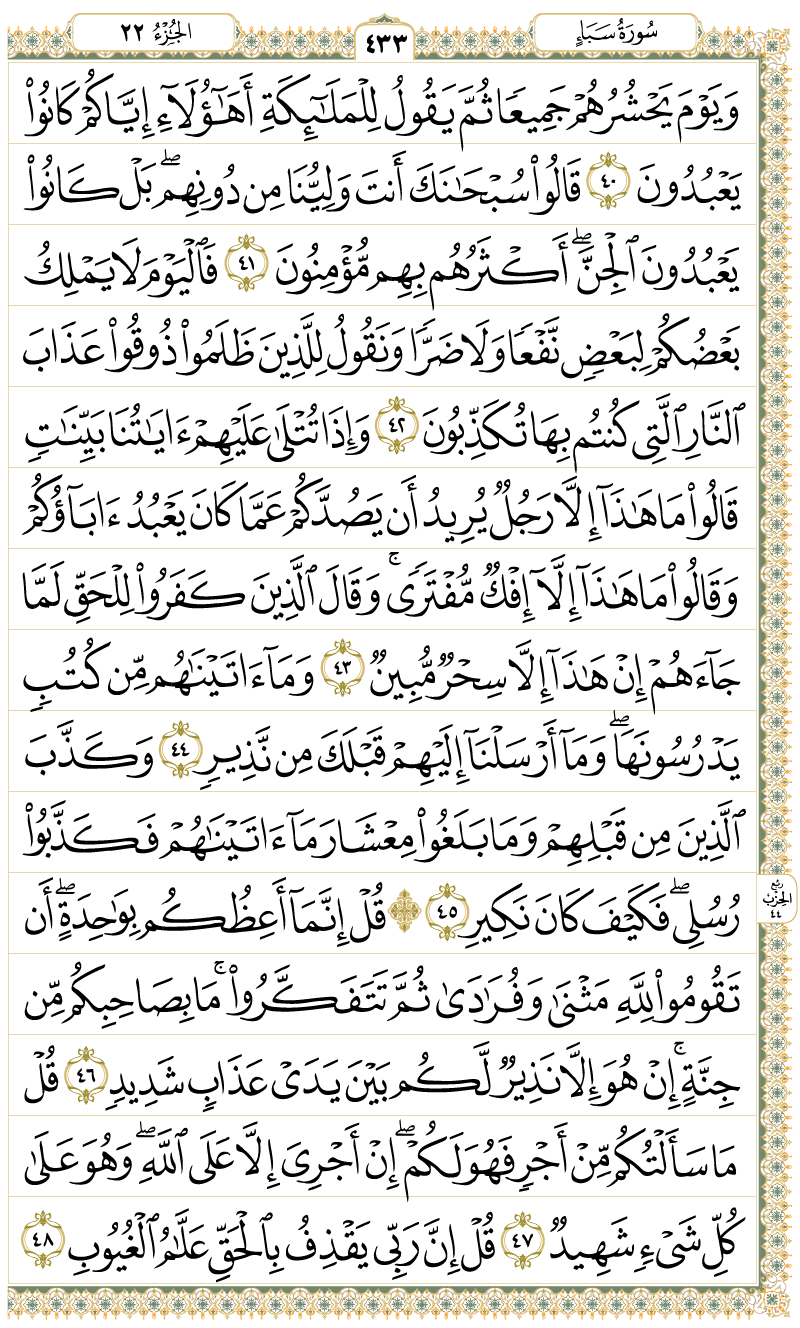 سُورَةُ سَبَإٍ
٤٣٣
الجُزْءُ ٢٢
وَيَوْمَ يَحْشُرُهُمْ جَمِيعًا ثُمَّ يَقُولُ لِلْمَلَٰٓئِكَةِ أَهَٰٓؤُلَآءِ إِيَّاكُمْ كَانُوا۟
يَعْبُدُونَ ٤٠ قَالُوا۟ سُبْحَٰنَكَ أَنتَ وَلِيُّنَا مِن دُونِهِم ۖ بَلْ كَانُوا۟
يَعْبُدُونَ ٱلْجِنَّ ۖ أَكْثَرُهُم بِهِم مُّؤْمِنُونَ ٤١ فَٱلْيَوْمَ لَا يَمْلِكُ
بَعْضُكُمْ لِبَعْضٍ نَّفْعًا وَلَا ضَرًّا وَنَقُولُ لِلَّذِينَ ظَلَمُوا۟ ذُوقُوا۟ عَذَابَ
ٱلنَّارِ ٱلَّتِى كُنتُم بِهَا تُكَذِّبُونَ ٤٢ وَإِذَا تُتْلَىٰ عَلَيْهِمْ ءَايَٰتُنَا بَيِّنَٰتٍ
قَالُوا۟ مَا هَٰذَآ إِلَّا رَجُلٌ يُرِيدُ أَن يَصُدَّكُمْ عَمَّا كَانَ يَعْبُدُ ءَابَآؤُكُمْ
وَقَالُوا۟ مَا هَٰذَآ إِلَّآ إِفْكٌ مُّفْتَرًى ۚ وَقَالَ ٱلَّذِينَ كَفَرُوا۟ لِلْحَقِّ لَمَّا
جَآءَهُمْ إِنْ هَٰذَآ إِلَّا سِحْرٌ مُّبِينٌ ٤٣ وَمَآ ءَاتَيْنَٰهُم مِّن كُتُبٍ
يَدْرُسُونَهَا ۖ وَمَآ أَرْسَلْنَآ إِلَيْهِمْ قَبْلَكَ مِن نَّذِيرٍ ٤٤ وَكَذَّبَ
ٱلَّذِينَ مِن قَبْلِهِمْ وَمَا بَلَغُوا۟ مِعْشَارَ مَآ ءَاتَيْنَٰهُمْ فَكَذَّبُوا۟
رُسُلِى ۖ فَكَيْفَ كَانَ نَكِيرِ ٤٥ ۞ قُلْ إِنَّمَآ أَعِظُكُم بِوَٰحِدَةٍ ۖ أَن
تَقُومُوا۟ لِلَّهِ مَثْنَىٰ وَفُرَٰدَىٰ ثُمَّ تَتَفَكَّرُوا۟ ۚ مَا بِصَاحِبِكُم مِّن
جِنَّةٍ ۚ إِنْ هُوَ إِلَّا نَذِيرٌ لَّكُم بَيْنَ يَدَىْ عَذَابٍ شَدِيدٍ ٤٦ قُلْ
مَا سَأَلْتُكُم مِّنْ أَجْرٍ فَهُوَ لَكُمْ ۖ إِنْ أَجْرِىَ إِلَّا عَلَى ٱللَّهِ ۖ وَهُوَ عَلَىٰ
كُلِّ شَىْءٍ شَهِيدٌ ٤٧ قُلْ إِنَّ رَبِّى يَقْذِفُ بِٱلْحَقِّ عَلَّٰمُ ٱلْغُيُوبِ ٤٨
رُبْع
الحِزْب
٤٤